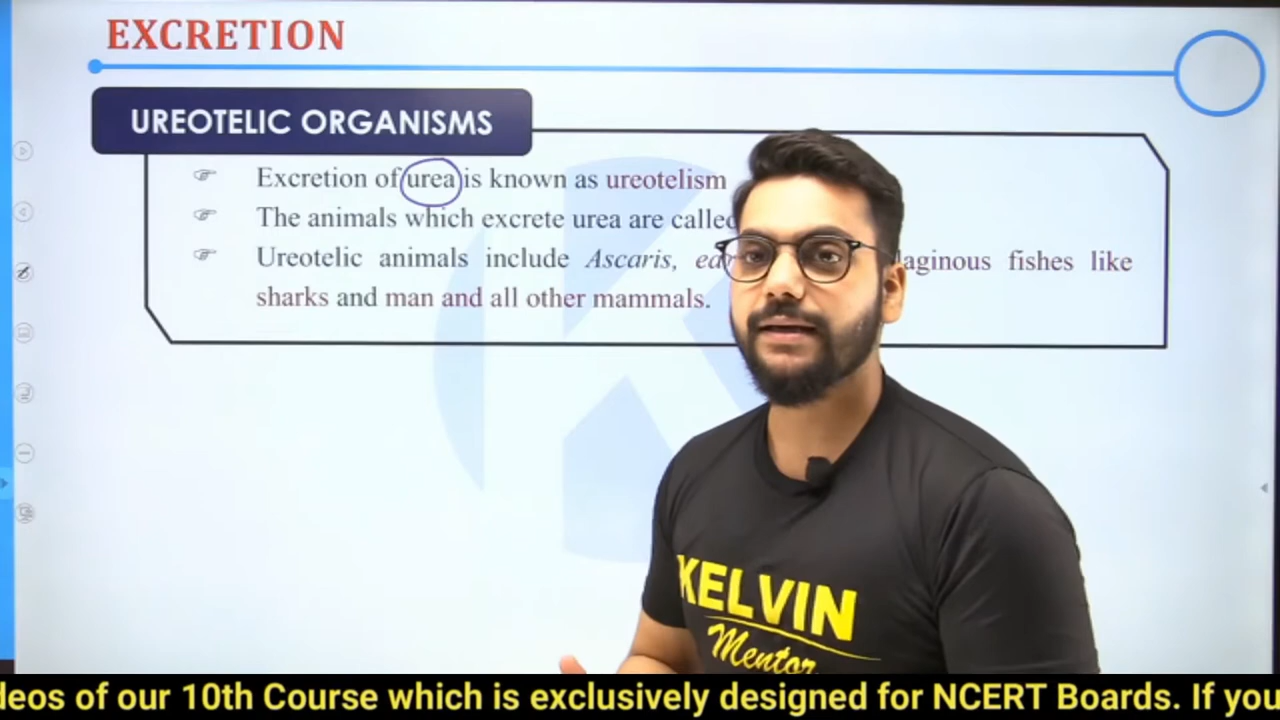 EXCRETION
UREOTELIC ORGANISMS
Excretion of urea is known as ureotelism
The animals which excrete urea are called
Ureotelic animals include Ascaris, fishes like
sharks and man and all other mammals.
KELVIN
Mentor
of our 10th Course which is exclusively designed for NCERT Boards. If you